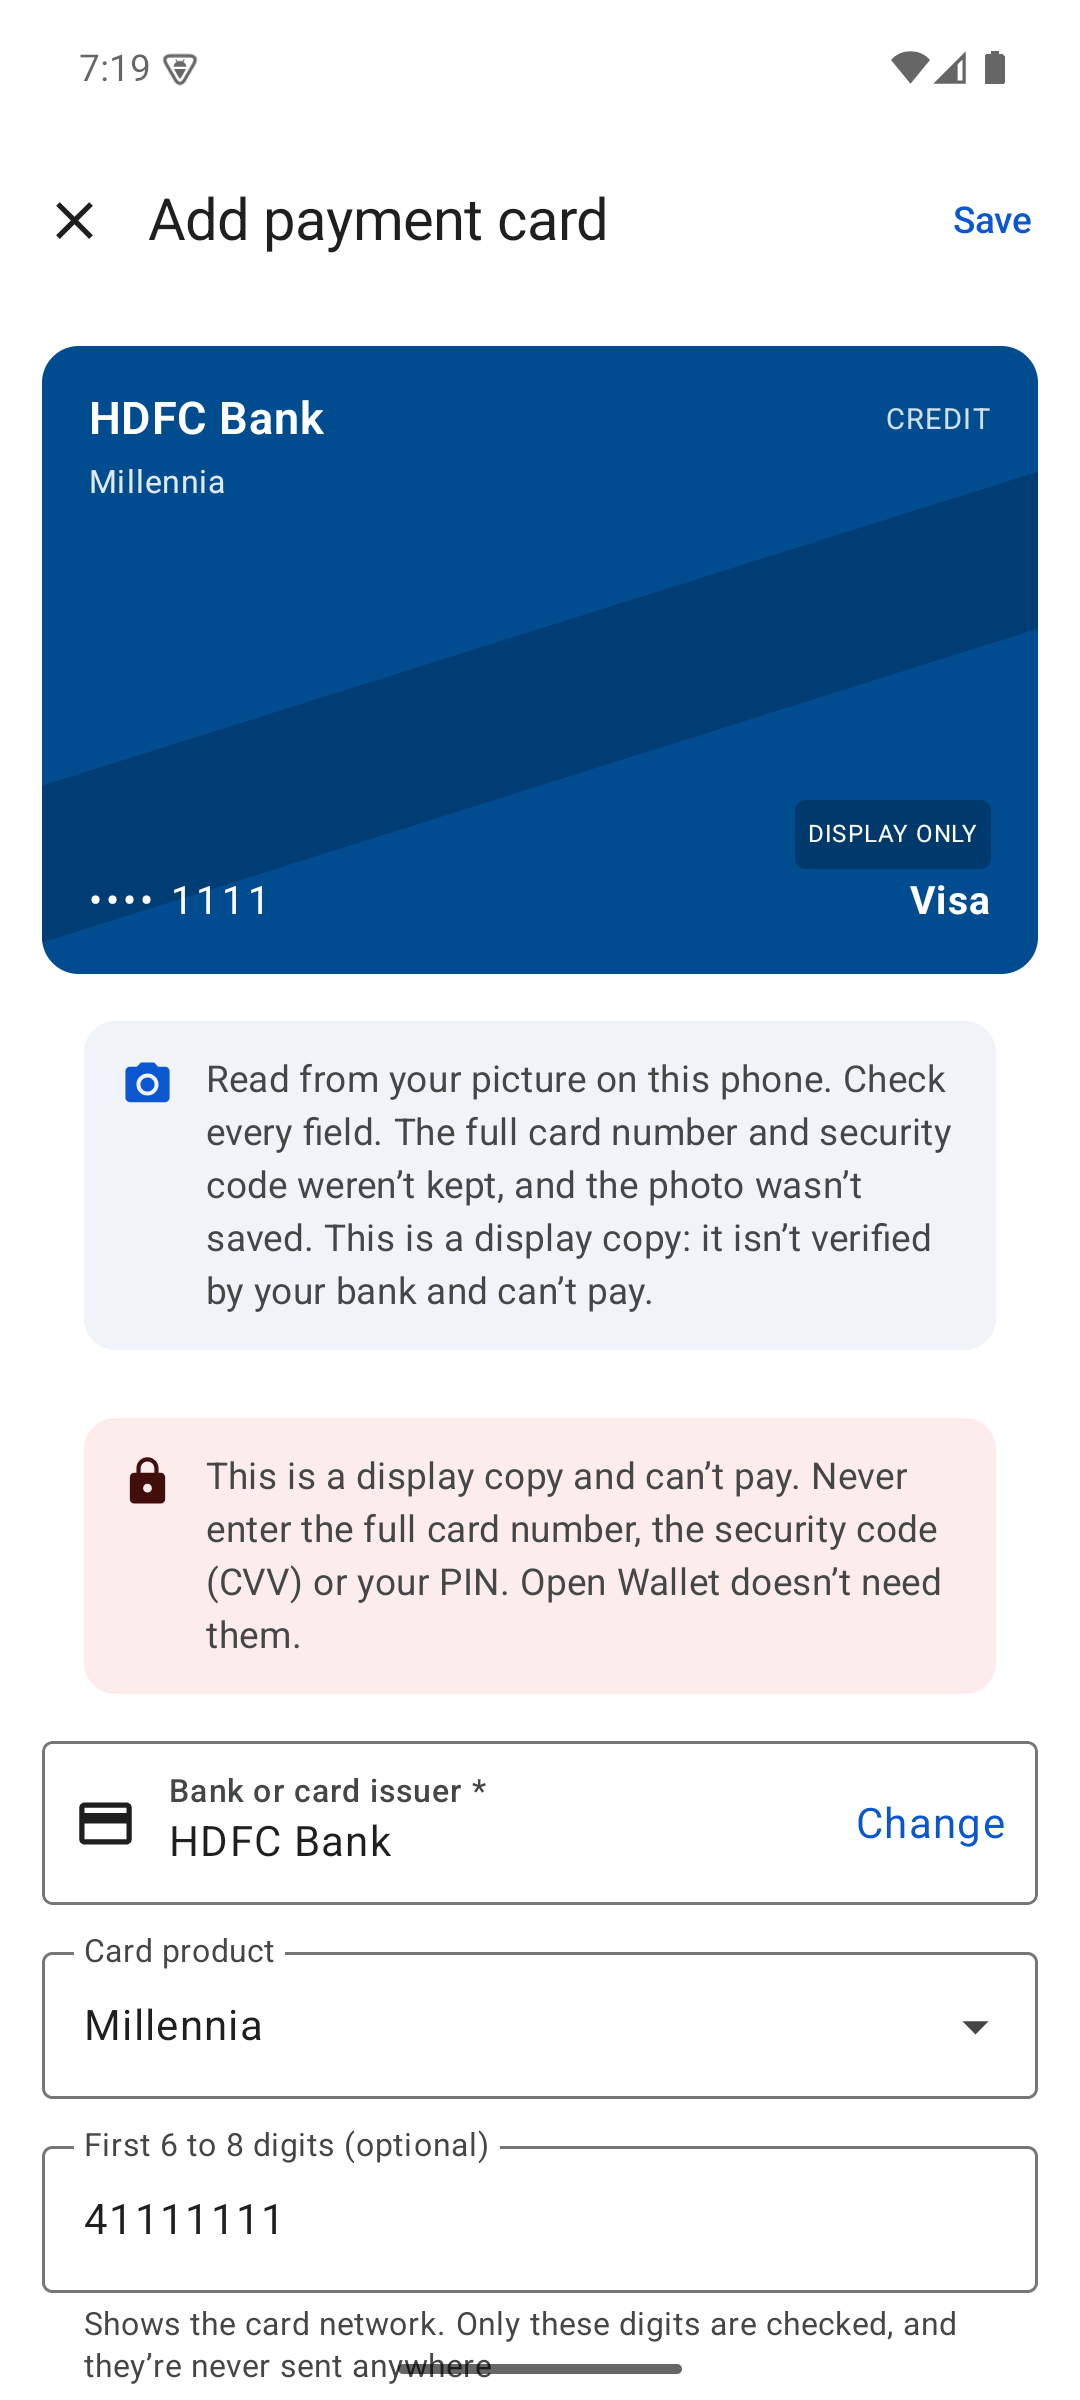 7:19
Add payment card
Save
HDFC Bank
CREDIT
Millennia
DISPLAY ONLY
•••• 1111
Visa
Read from your picture on this phone. Check
every field. The full card number and security
code weren’t kept, and the photo wasn’t
saved. This is a display copy: it isn’t verified
by your bank and can’t pay.
This is a display copy and can’t pay. Never
enter the full card number, the security code
(CVV) or your PIN. Open Wallet doesn’t need
them.
Bank or card issuer *
HDFC Bank
Change
Card product
Millennia
First 6 to 8 digits (optional)
41111111
Shows the card network. Only these digits are checked, and
they’re never sent anywhere